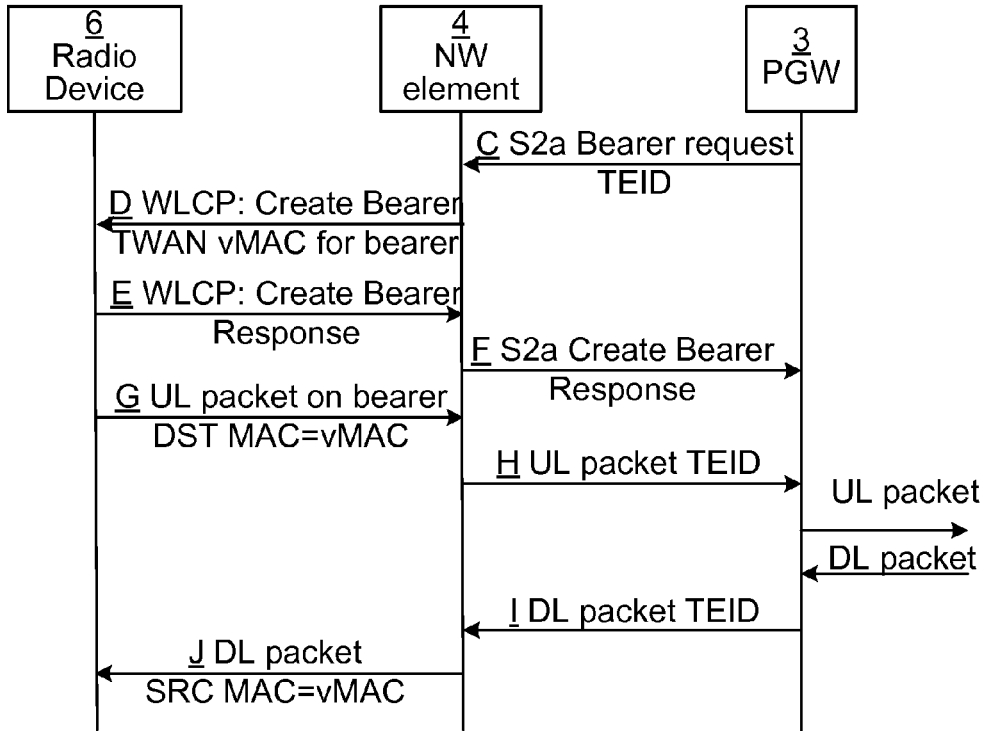 6
Radio
Device
4
NW
element
3
PGW
C S2a Bearer request
TEID
D WLCP: Create Bearer
TWAN vMAC for bearer
E WLCP: Create Bearer
Response
F S2a Create Bearer
Response
G UL packet on bearer
DST MAC=vMAC
H UL packet TEID
UL packet
DL packet
I DL packet TEID
J DL packet
SRC MAC=vMAC